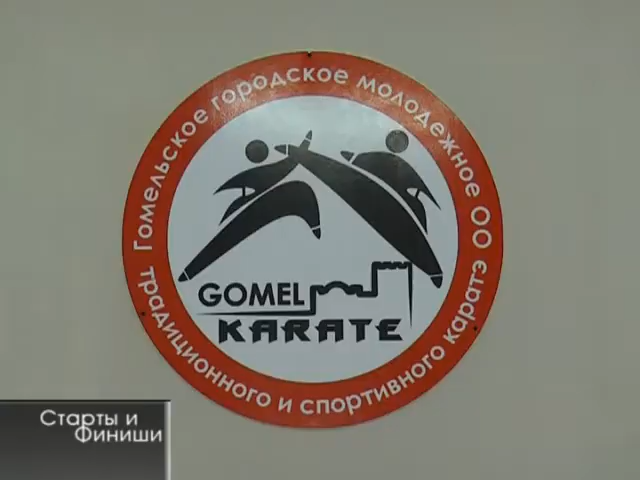 Гомельское городское молодежное ОО
традиционного и спортивного каратэ
GOMEL
KARATE
Старты и
Финиши